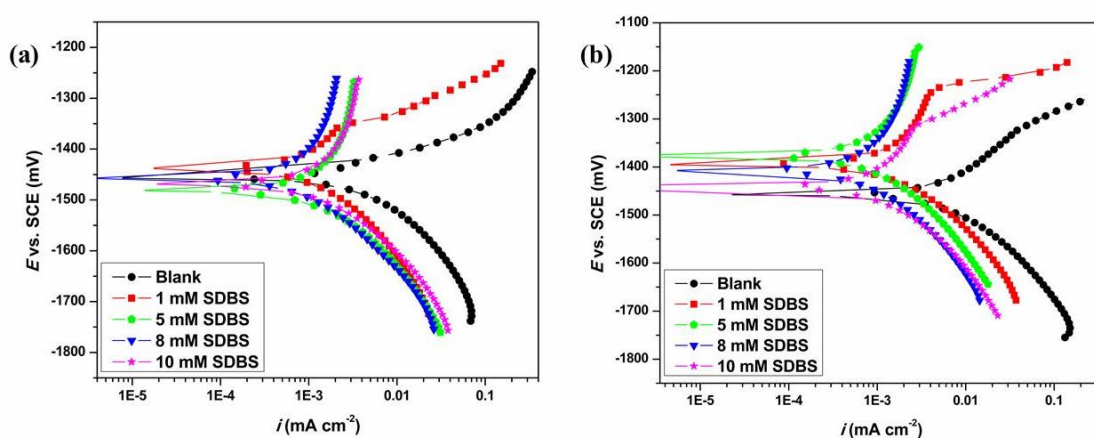 (a)
E vs. SCE (mV)
-1200
-1300
-1400
-1500
-1600
-1700
-1800
Blank
1 mM SDBS
5 mM SDBS
8 mM SDBS
10 mM SDBS
1E-5 1E-4 1E-3 0.01 0.1
i (mA cm⁻²)
(b)
E vs. SCE (mV)
-1100
-1200
-1300
-1400
-1500
-1600
-1700
-1800
Blank
1 mM SDBS
5 mM SDBS
8 mM SDBS
10 mM SDBS
1E-5 1E-4 1E-3 0.01 0.1
i (mA cm⁻²)